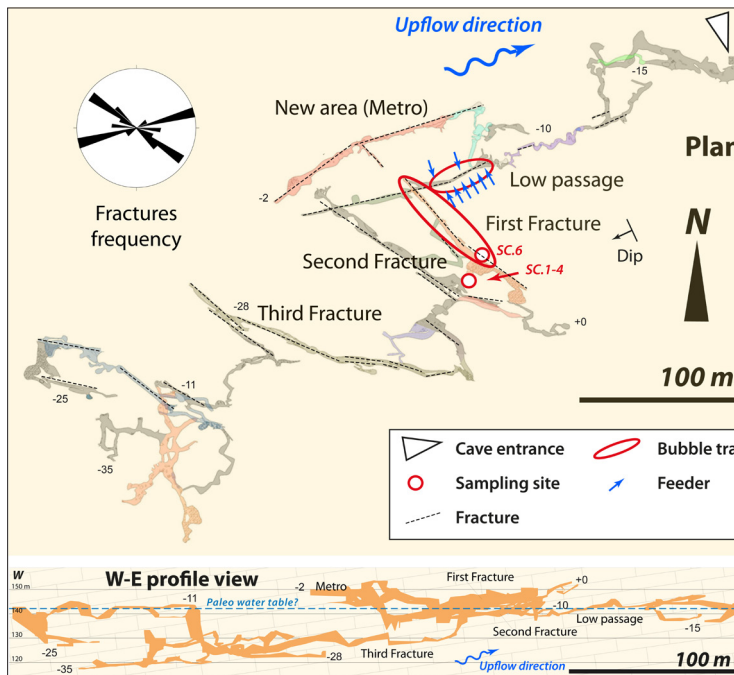 Upflow direction
-15
New area (Metro)
-10
Plan
-2
Low passage
Fractures
frequency
First Fracture
N
SC.6
Second Fracture
Dip
SC.1-4
-28
Third Fracture
+0
-11
100 m
-25
Cave entrance
Bubble tra
-35
Sampling site
Feeder
Fracture
W
W-E profile view
150 m
-2
Metro
First Fracture
+0
-11
Paleo water table?
140
-10
Low passage
130
Second Fracture
-15
-25
Third Fracture
-28
120
-35
Upflow direction
100 m